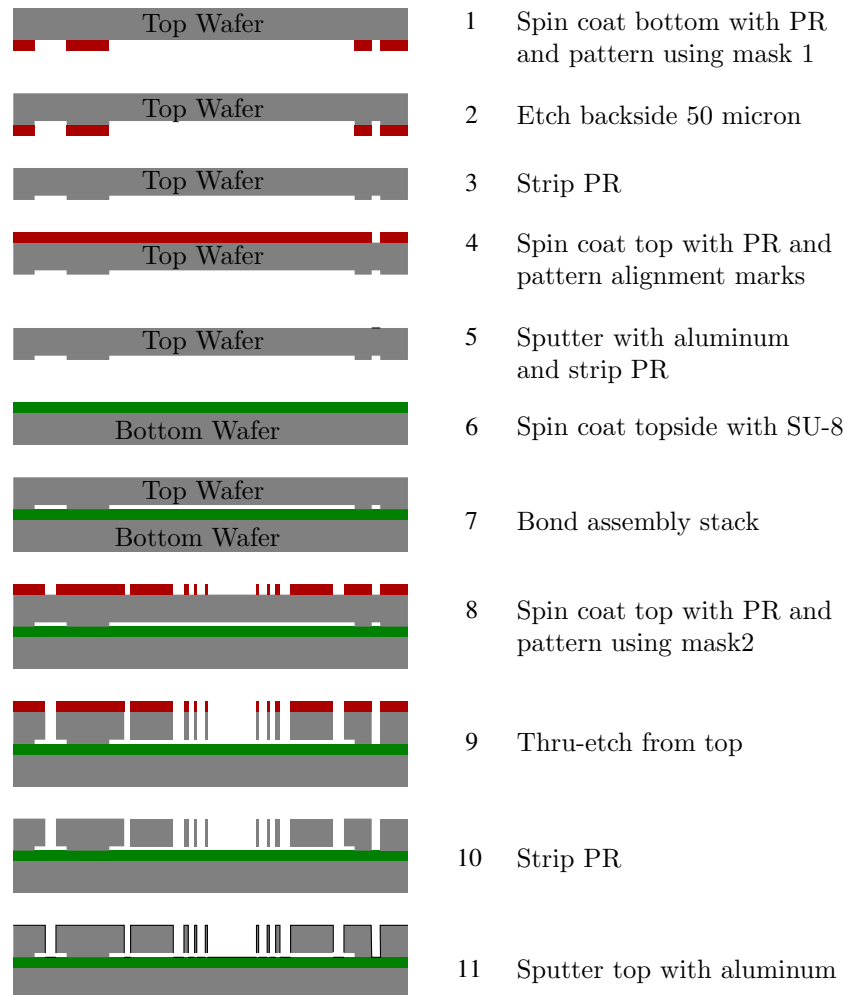 Top Wafer
1 Spin coat bottom with PR
and pattern using mask 1
Top Wafer
2 Etch backside 50 micron
Top Wafer
3 Strip PR
Top Wafer
4 Spin coat top with PR and
pattern alignment marks
Top Wafer
5 Sputter with aluminum
and strip PR
Bottom Wafer
6 Spin coat topside with SU-8
Top Wafer
Bottom Wafer
7 Bond assembly stack
8 Spin coat top with PR and
pattern using mask2
9 Thru-etch from top
10 Strip PR
11 Sputter top with aluminum